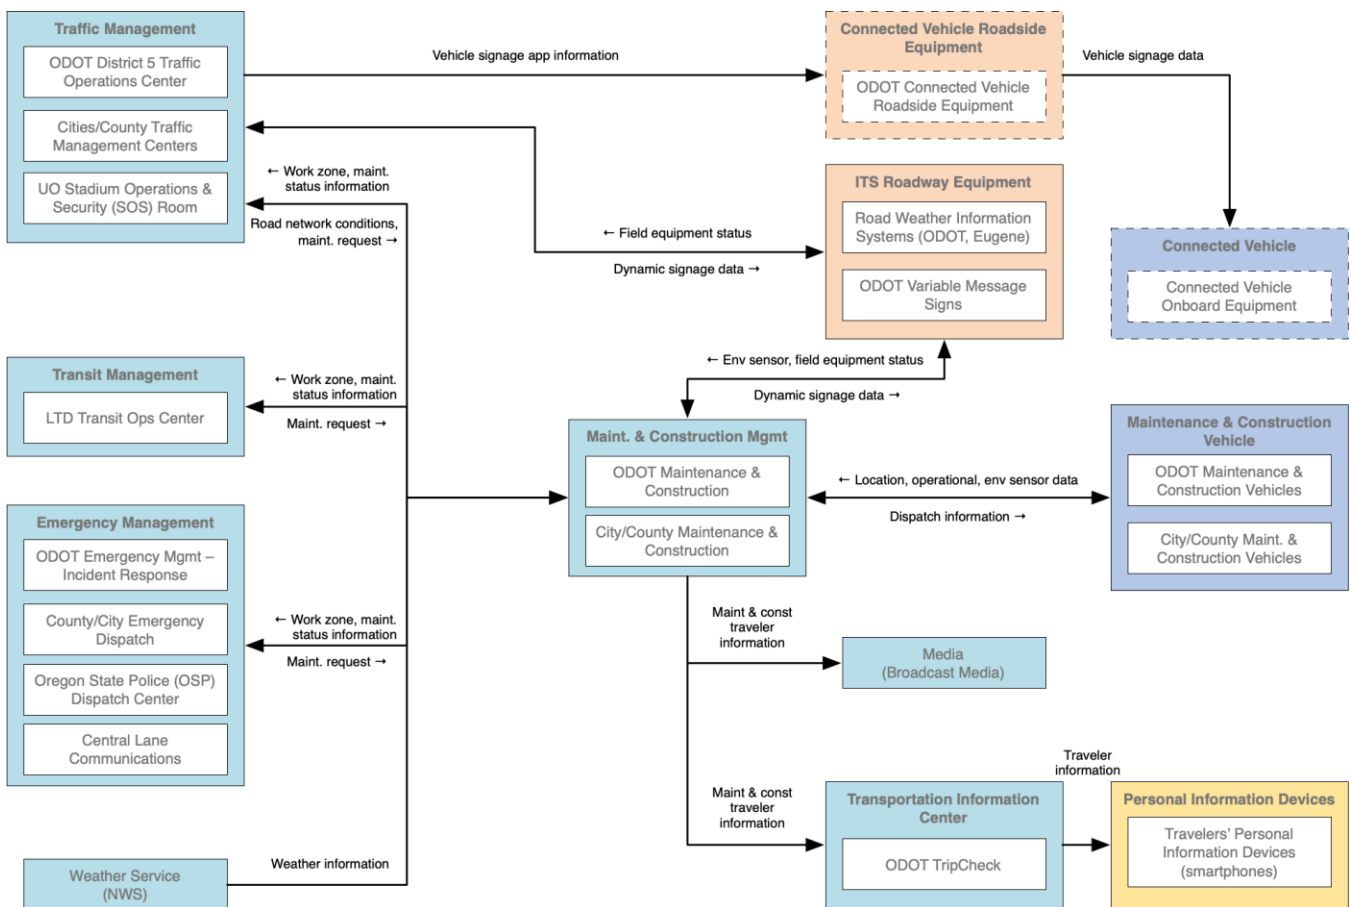 Traffic Management
ODOT District 5 Traffic
Operations Center
Cities/County Traffic
Management Centers
UO Stadium Operations &
Security (SOS) Room
Vehicle signage app information
Connected Vehicle Roadside
Equipment
ODOT Connected Vehicle
Roadside Equipment
Vehicle signage data
← Work zone, maint.
status information
Road network conditions,
maint. request →
← Field equipment status
Dynamic signage data →
ITS Roadway Equipment
Road Weather Information
Systems (ODOT, Eugene)
ODOT Variable Message
Signs
Connected Vehicle
Connected Vehicle
Onboard Equipment
Transit Management
LTD Transit Ops Center
← Work zone, maint.
status information
Maint. request →
← Env sensor, field equipment status
Dynamic signage data →
Maint. & Construction Mgmt
ODOT Maintenance &
Construction
City/County Maintenance &
Construction
← Location, operational, env sensor data
Dispatch information →
Maintenance & Construction
Vehicle
ODOT Maintenance &
Construction Vehicles
City/County Maint. &
Construction Vehicles
Emergency Management
ODOT Emergency Mgmt –
Incident Response
County/City Emergency
Dispatch
Oregon State Police (OSP)
Dispatch Center
Central Lane
Communications
← Work zone, maint.
status information
Maint. request →
Maint & const
traveler
information
Media
(Broadcast Media)
Maint & const
traveler
information
Transportation Information
Center
ODOT TripCheck
Traveler
information
Personal Information Devices
Travelers' Personal
Information Devices
(smartphones)
Weather Service
(NWS)
Weather information